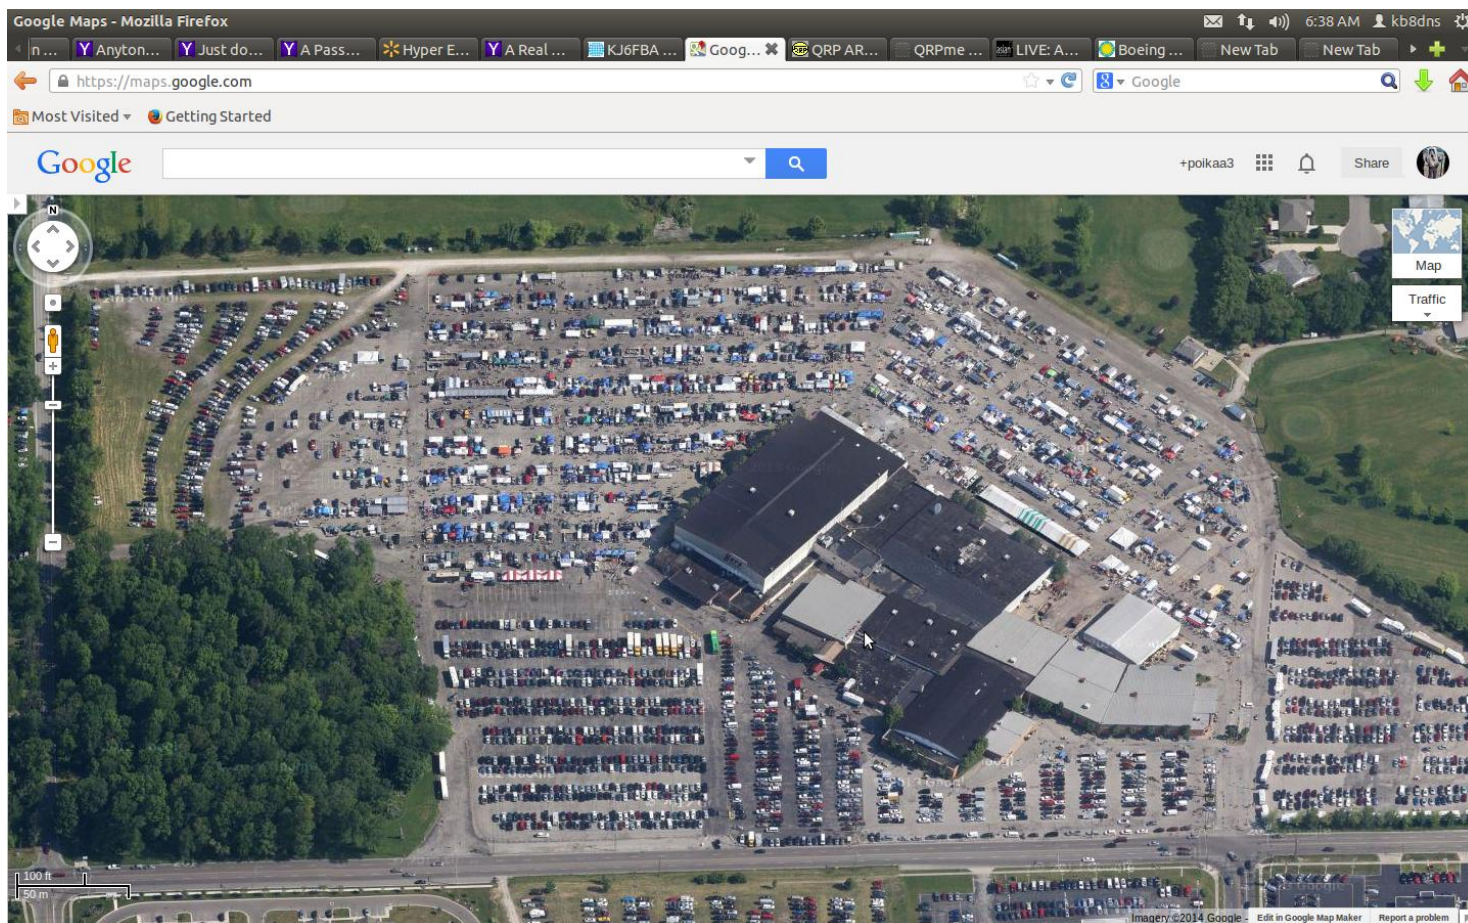 Google Maps - Mozilla Firefox 6:38 AM kb8dns
n ... Anyton... Just do... A Pass... Hyper E... A Real ... KJ6FBA ... Goog... QRP AR... QRPme ... LIVE: A... Boeing ... New Tab New Tab
https://maps.google.com Google
Most Visited Getting Started
Google +poikaa3 Share
N
Map
Traffic
100 ft
50 m
Imagery ©2014 Google - Edit in Google Map Maker Report a problem